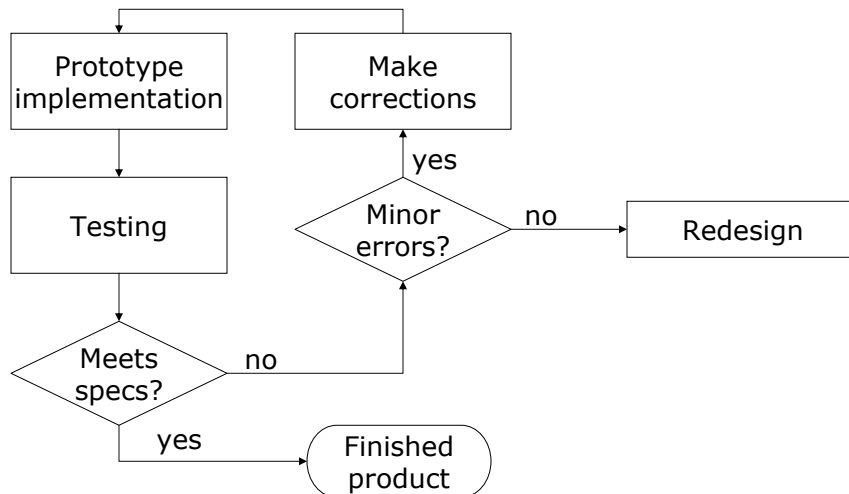 Prototype
implementation
Make
corrections
yes
Testing
Minor
errors?
no
Redesign
Meets
specs?
no
yes
Finished
product